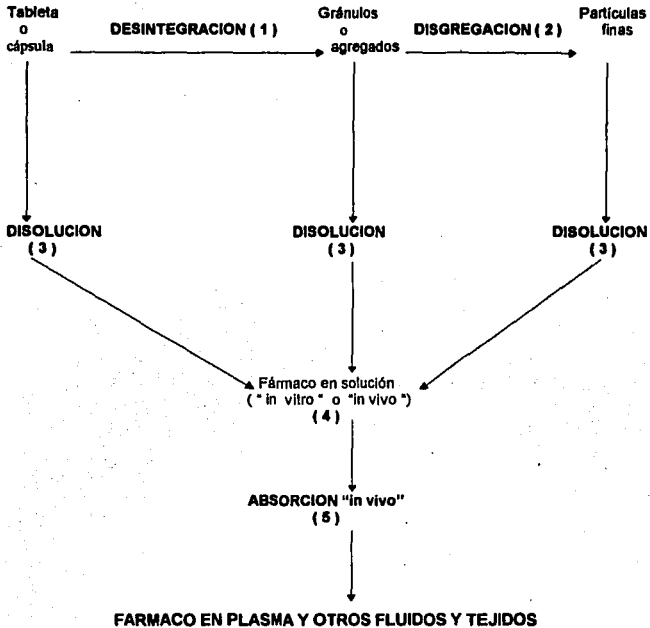 Tableta
o
cápsula
DESINTEGRACION ( 1 )
Gránulos
o
agregados
DISGREGACION ( 2 )
Partículas
finas
DISOLUCION
( 3 )
DISOLUCION
( 3 )
DISOLUCION
( 3 )
Fármaco en solución
( " in vitro " o "in vivo ")
( 4 )
ABSORCION "in vivo"
( 5 )
FARMACO EN PLASMA Y OTROS FLUIDOS Y TEJIDOS